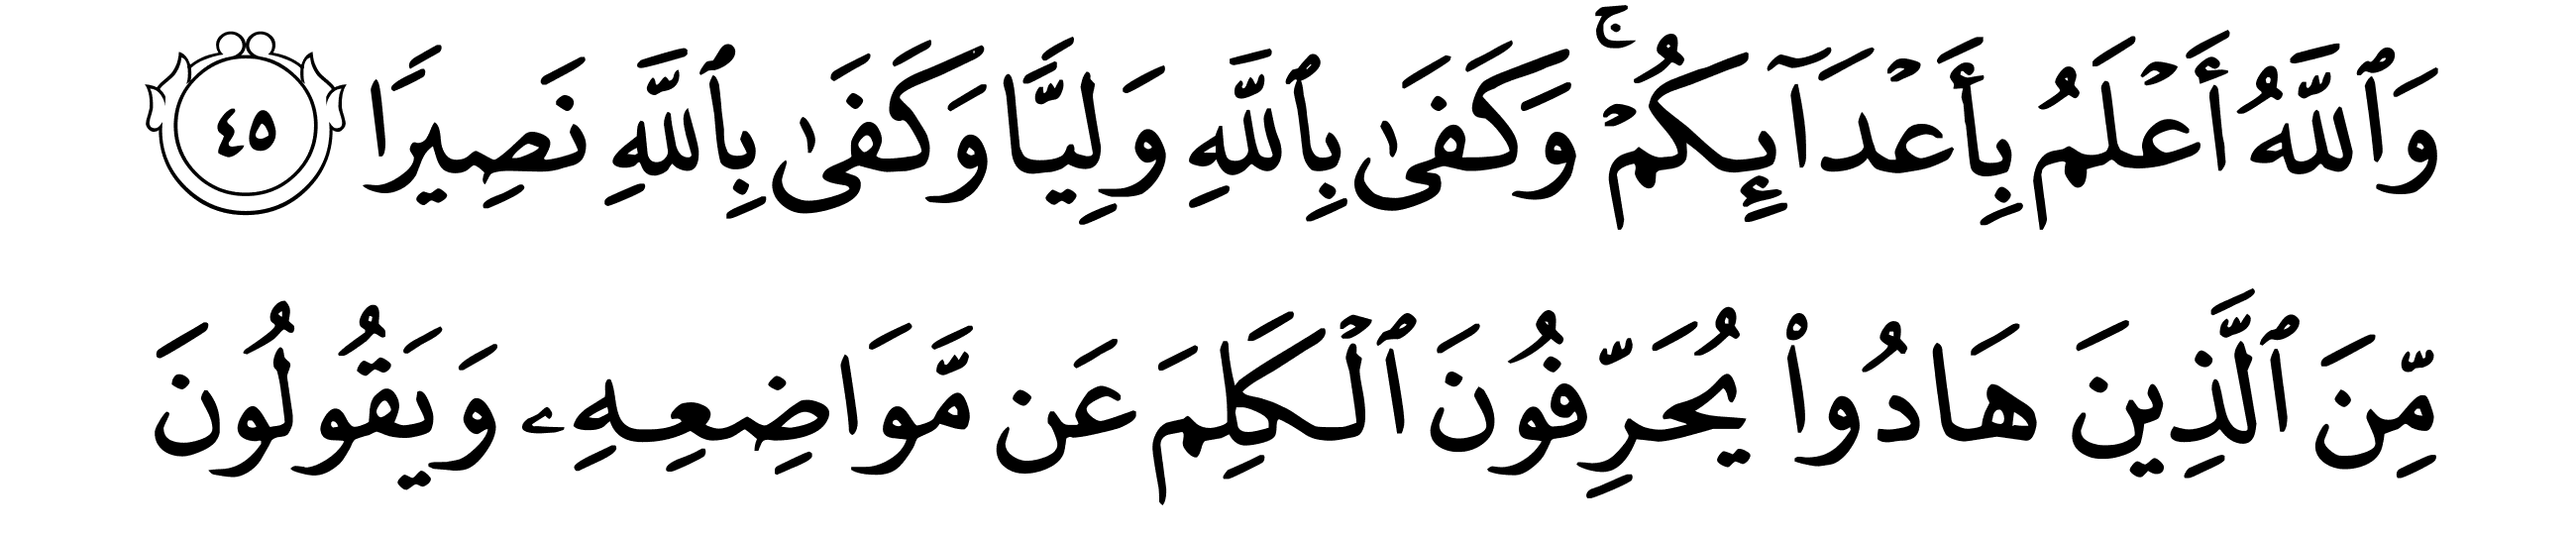 وَٱللَّهُ أَعۡلَمُ بِأَعۡدَآئِكُمۡۚ وَكَفَىٰ بِٱللَّهِ وَلِيّٗا وَكَفَىٰ بِٱللَّهِ نَصِيرٗا ٤٥
مِّنَ ٱلَّذِينَ هَادُواْ يُحَرِّفُونَ ٱلۡكَلِمَ عَن مَّوَاضِعِهِۦ وَيَقُولُونَ